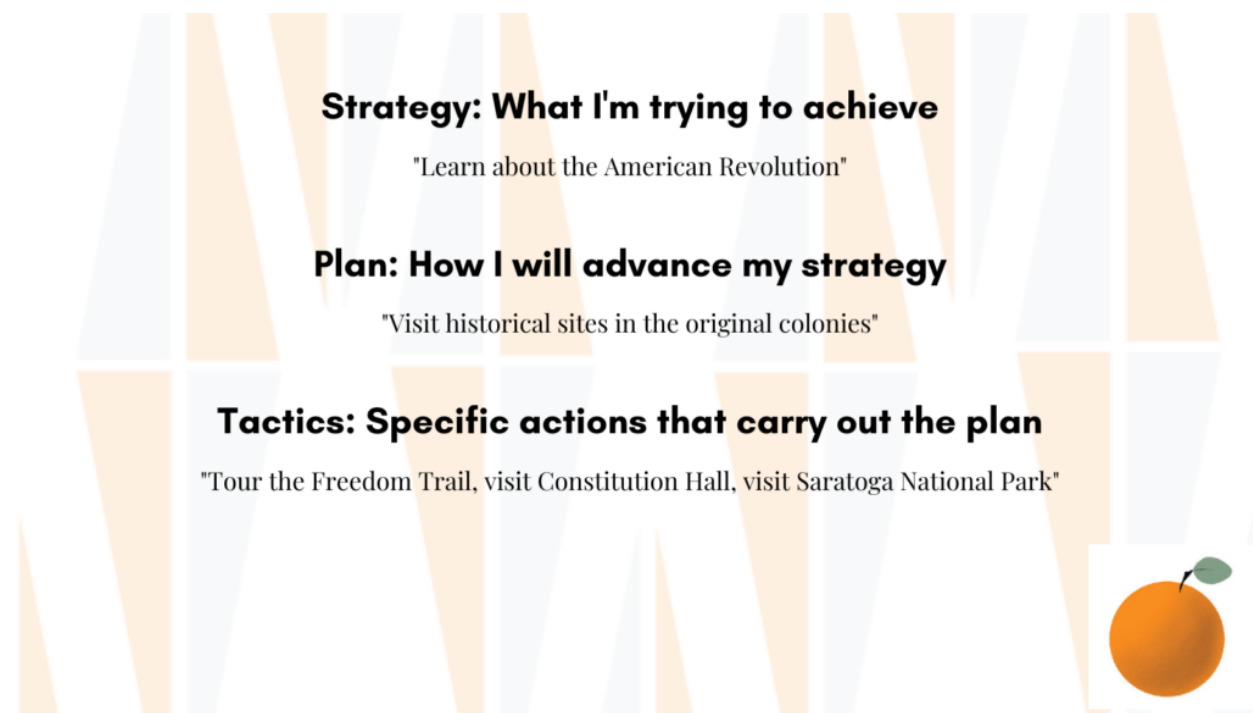 Strategy: What I'm trying to achieve
"Learn about the American Revolution"
Plan: How I will advance my strategy
"Visit historical sites in the original colonies"
Tactics: Specific actions that carry out the plan
"Tour the Freedom Trail, visit Constitution Hall, visit Saratoga National Park"